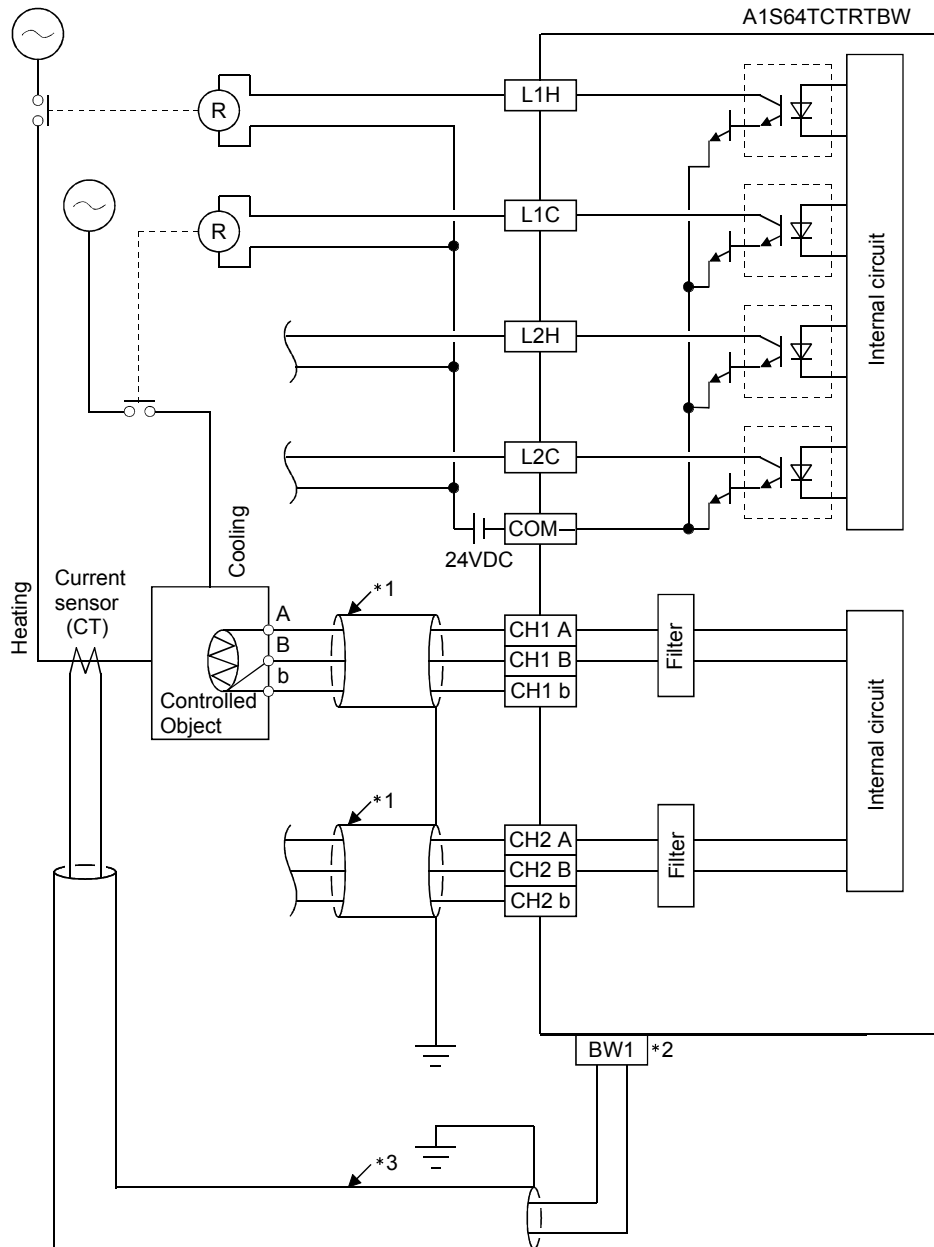 A1S64TCTRTBW
R
L1H
R
L1C
L2H
L2C
COM
24VDC
Internal circuit
Heating
Cooling
Current
sensor
(CT)
A
B
b
Controlled
Object
*1
CH1 A
CH1 B
CH1 b
Filter
*1
CH2 A
CH2 B
CH2 b
Filter
Internal circuit
BW1 *2
*3